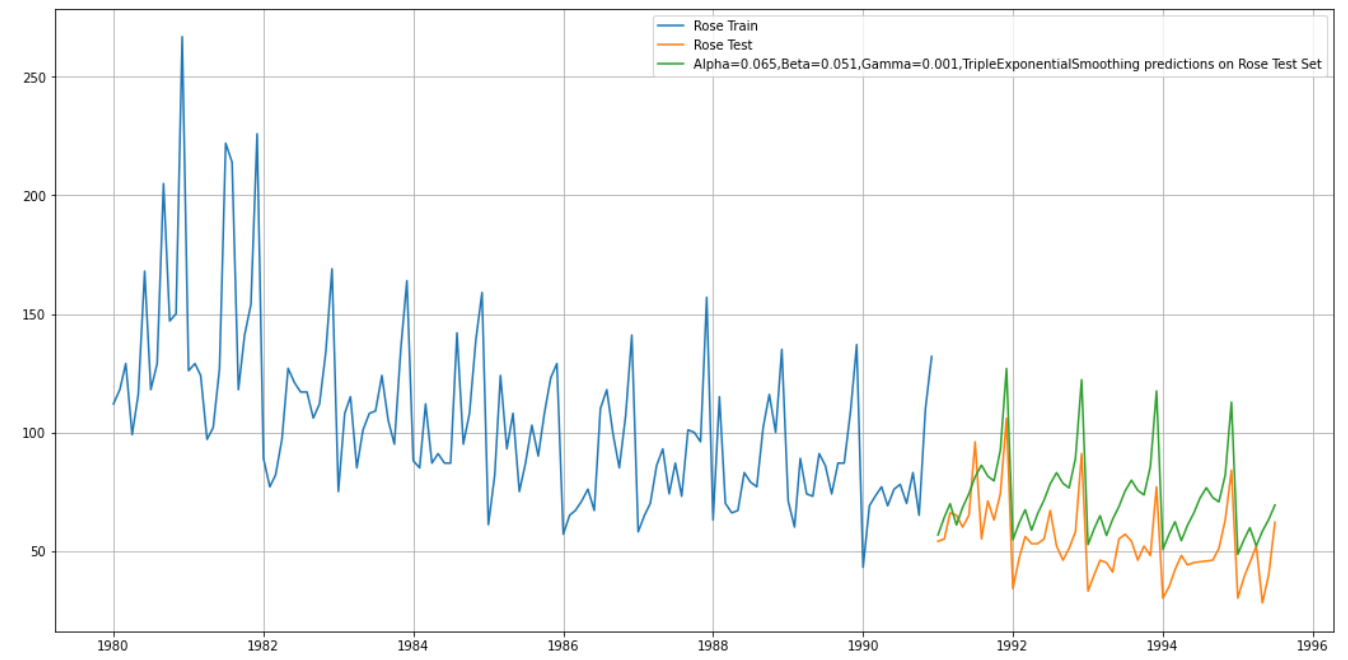 Rose Train
Rose Test
Alpha=0.065,Beta=0.051,Gamma=0.001,TripleExponentialSmoothing predictions on Rose Test Set
250
200
150
100
50
1980 1982 1984 1986 1988 1990 1992 1994 1996